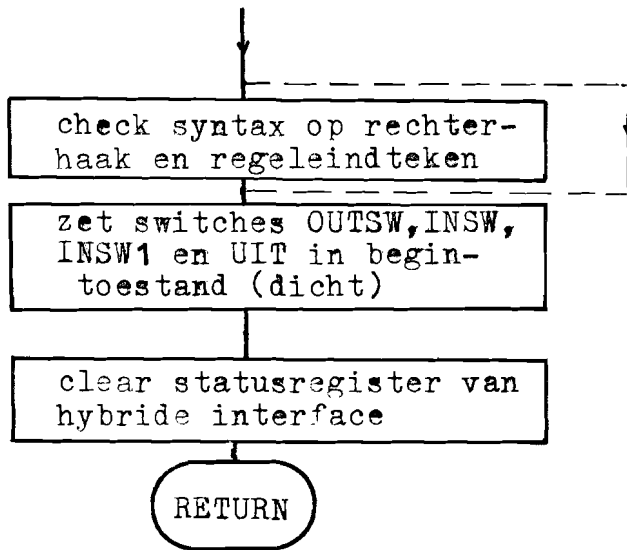 check syntax op rechter-
haak en regeleindteken
zet switches OUTSW, INSW,
INSW1 en UIT in begin-
toestand (dicht)
clear statusregister van
hybride interface
RETURN